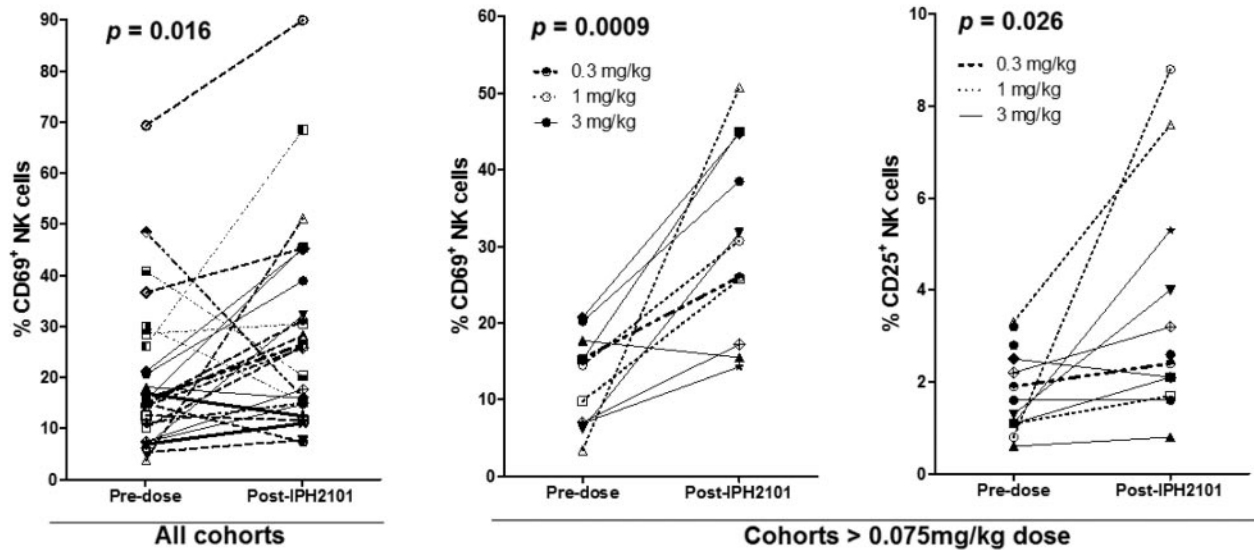 % CD69⁺ NK cells
90
80
70
60
50
40
30
20
10
0
p = 0.016
Pre-dose Post-IPH2101
All cohorts
% CD69⁺ NK cells
60
50
40
30
20
10
0
p = 0.0009
0.3 mg/kg
1 mg/kg
3 mg/kg
Pre-dose Post-IPH2101
% CD25⁺ NK cells
10
8
6
4
2
0
p = 0.026
0.3 mg/kg
1 mg/kg
3 mg/kg
Pre-dose Post-IPH2101
Cohorts > 0.075mg/kg dose